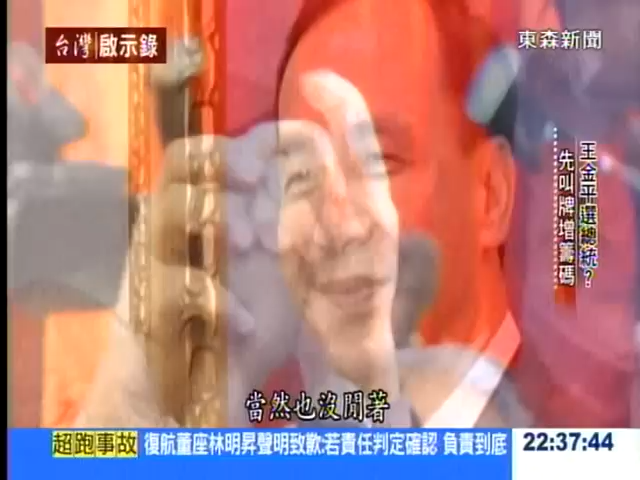 台灣啟示錄
東森新聞
王金平選總統?
先叫牌增籌碼
當然也沒閒著
超跑事故 復航董座林明昇聲明致歉:若責任判定確認 負責到底 22:37:44